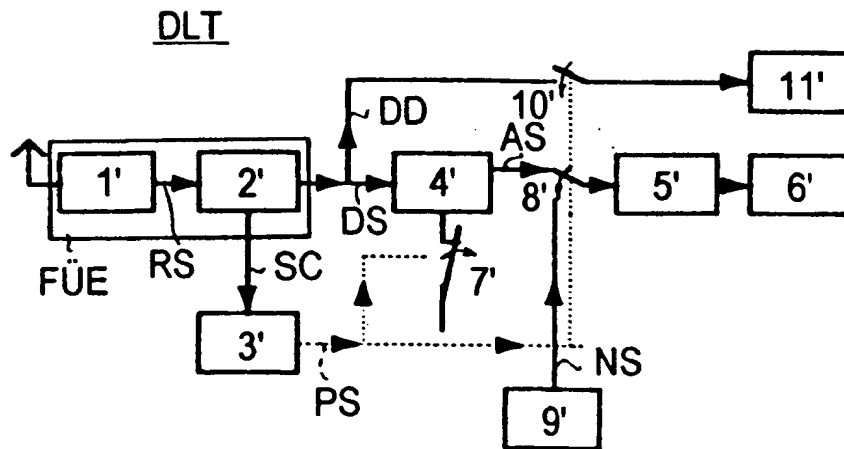 DLT
11'
10'
DD
AS
1'
2'
4'
8'
5'
6'
DS
RS
SC
FÜE
7'
3'
PS
NS
9'